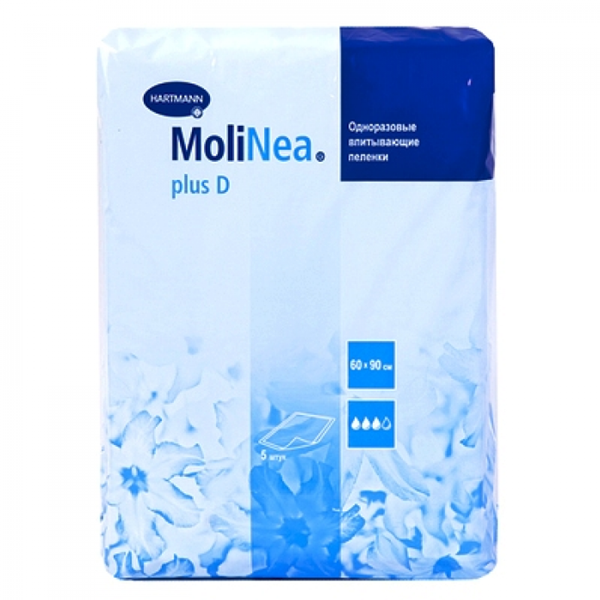 HARTMANN
MoliNea®
plus D
Одноразовые
впитывающие
пеленки
60 x 90 см
5 штук